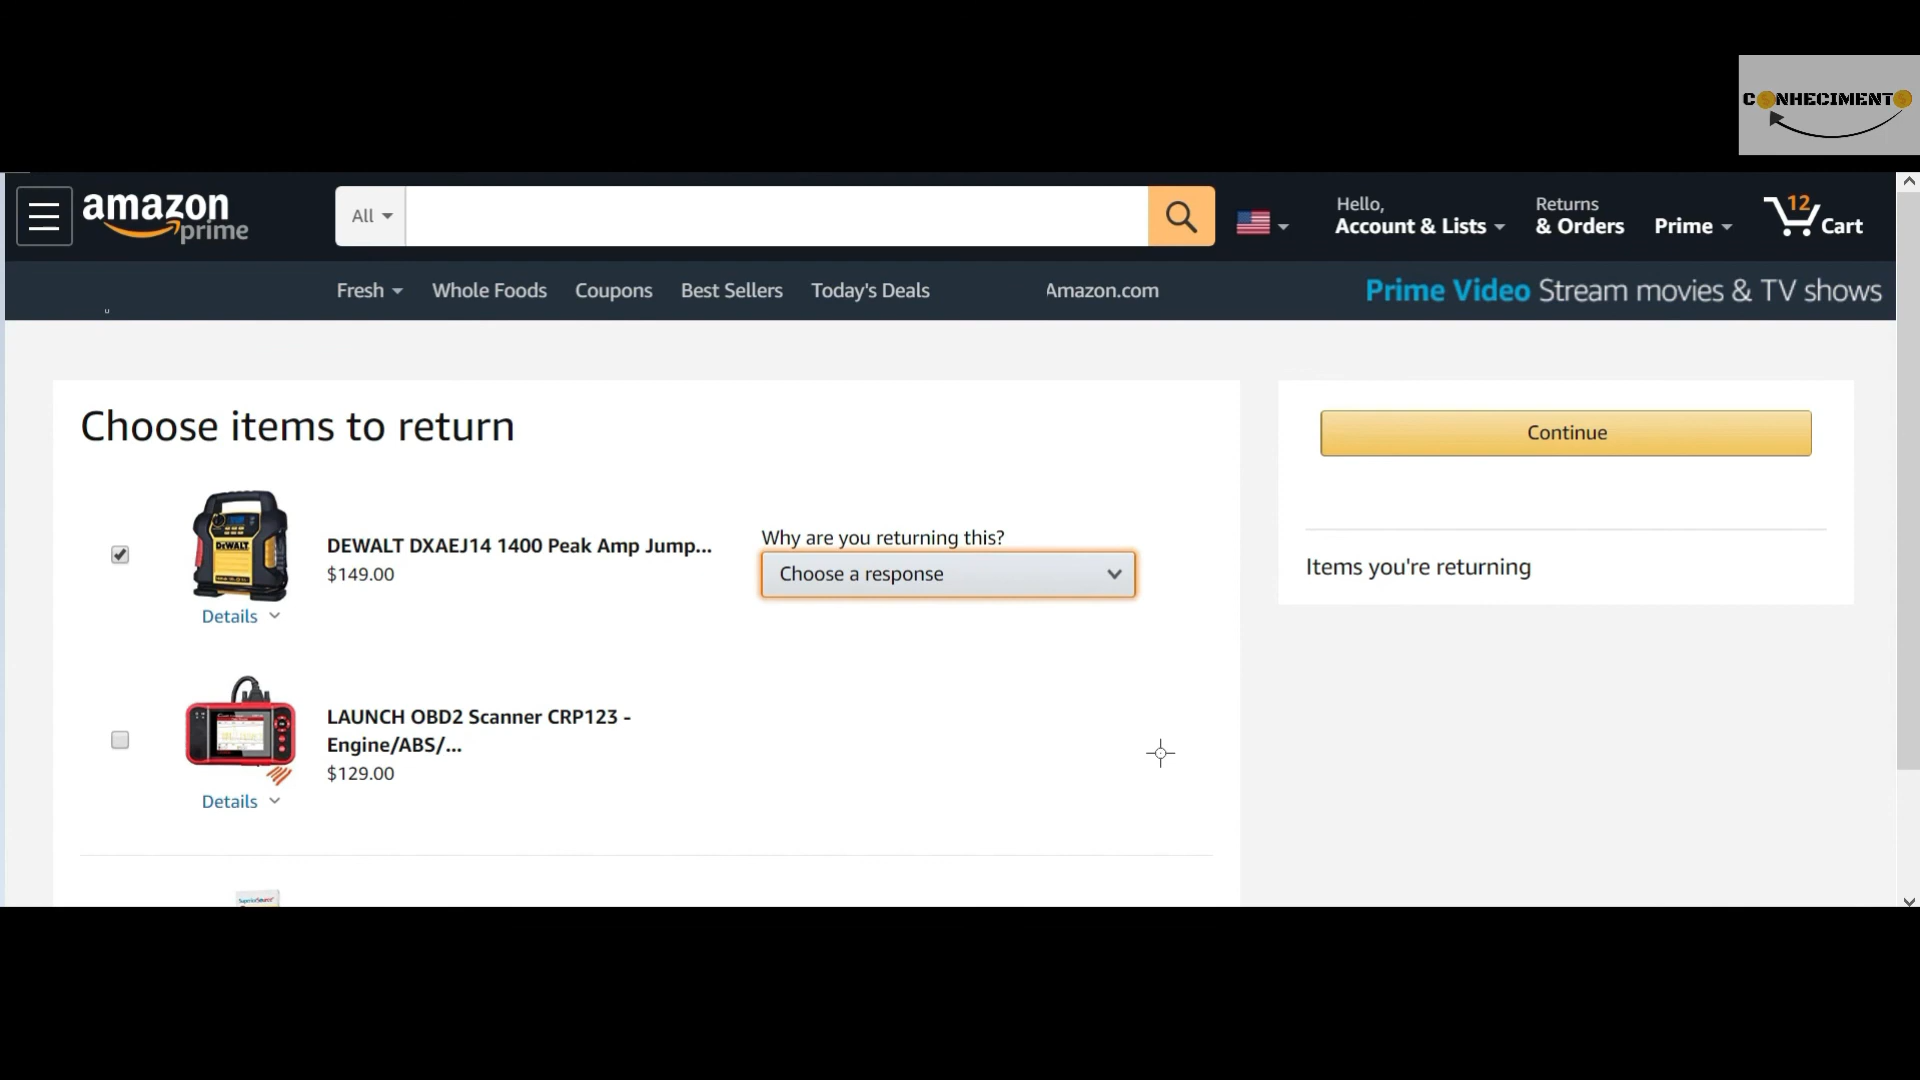 CONHECIMENTO
amazon
prime
All
Hello,
Account & Lists
Returns
& Orders
Prime
12
Cart
Fresh
Whole Foods
Coupons
Best Sellers
Today's Deals
Amazon.com
Prime Video Stream movies & TV shows
Choose items to return
Continue
DEWALT
DEWALT DXAEJ14 1400 Peak Amp Jump...
$149.00
Details
Why are you returning this?
Choose a response
Items you're returning
LAUNCH OBD2 Scanner CRP123 -
Engine/ABS/...
$129.00
Details